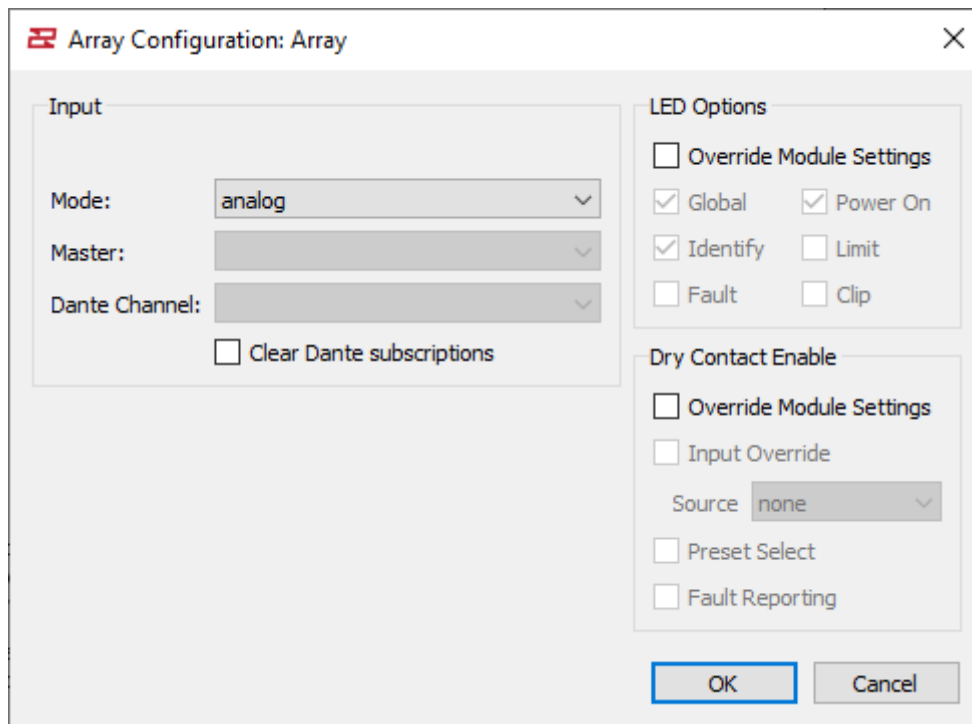 Array Configuration: Array
Input
Mode:
analog
Master:
Dante Channel:
Clear Dante subscriptions
LED Options
Override Module Settings
Global
Power On
Identify
Limit
Fault
Clip
Dry Contact Enable
Override Module Settings
Input Override
Source
none
Preset Select
Fault Reporting
OK
Cancel